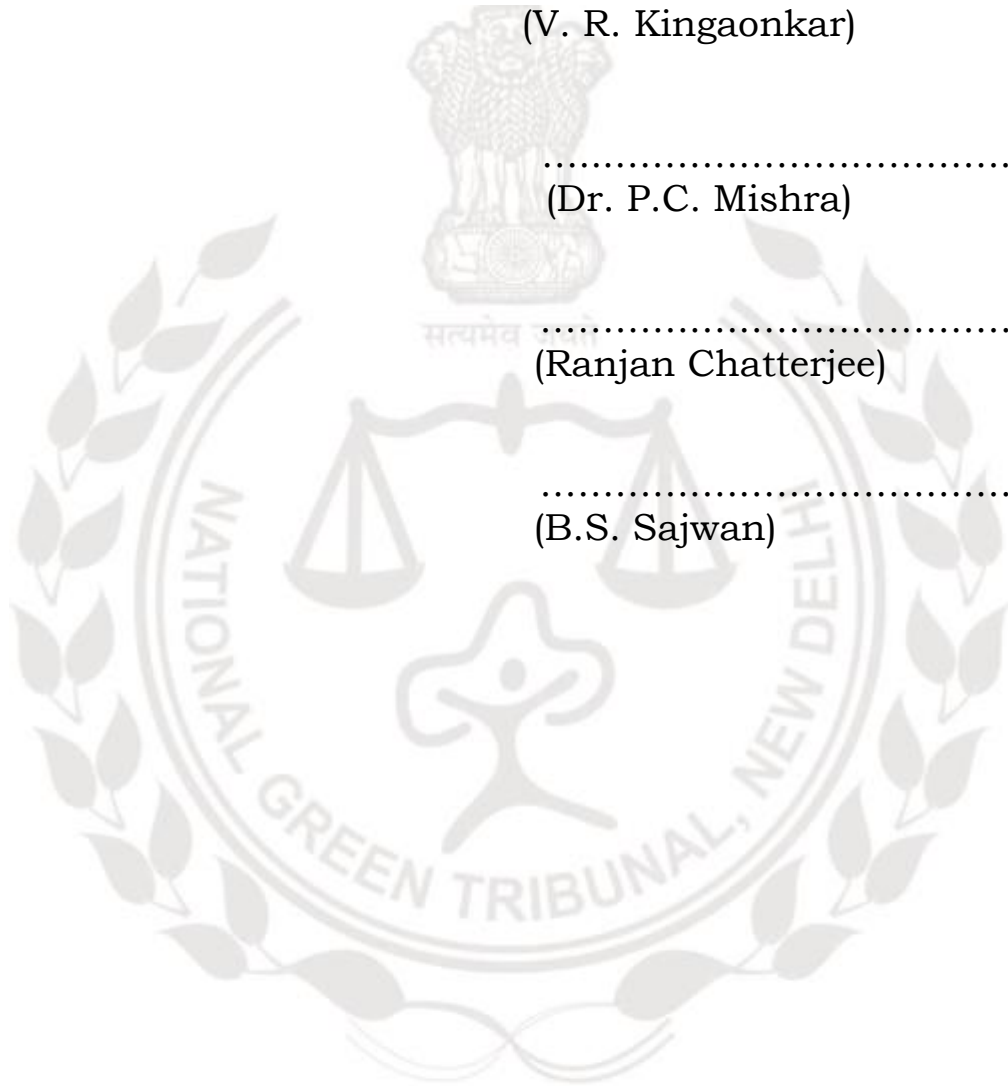 (V. R. Kingaonkar)
……………………………………
(Dr. P.C. Mishra)
……………………………………
(Ranjan Chatterjee)
……………………………………
(B.S. Sajwan)
सत्यमेव जयते
NATIONAL GREEN TRIBUNAL, NEW DELHI